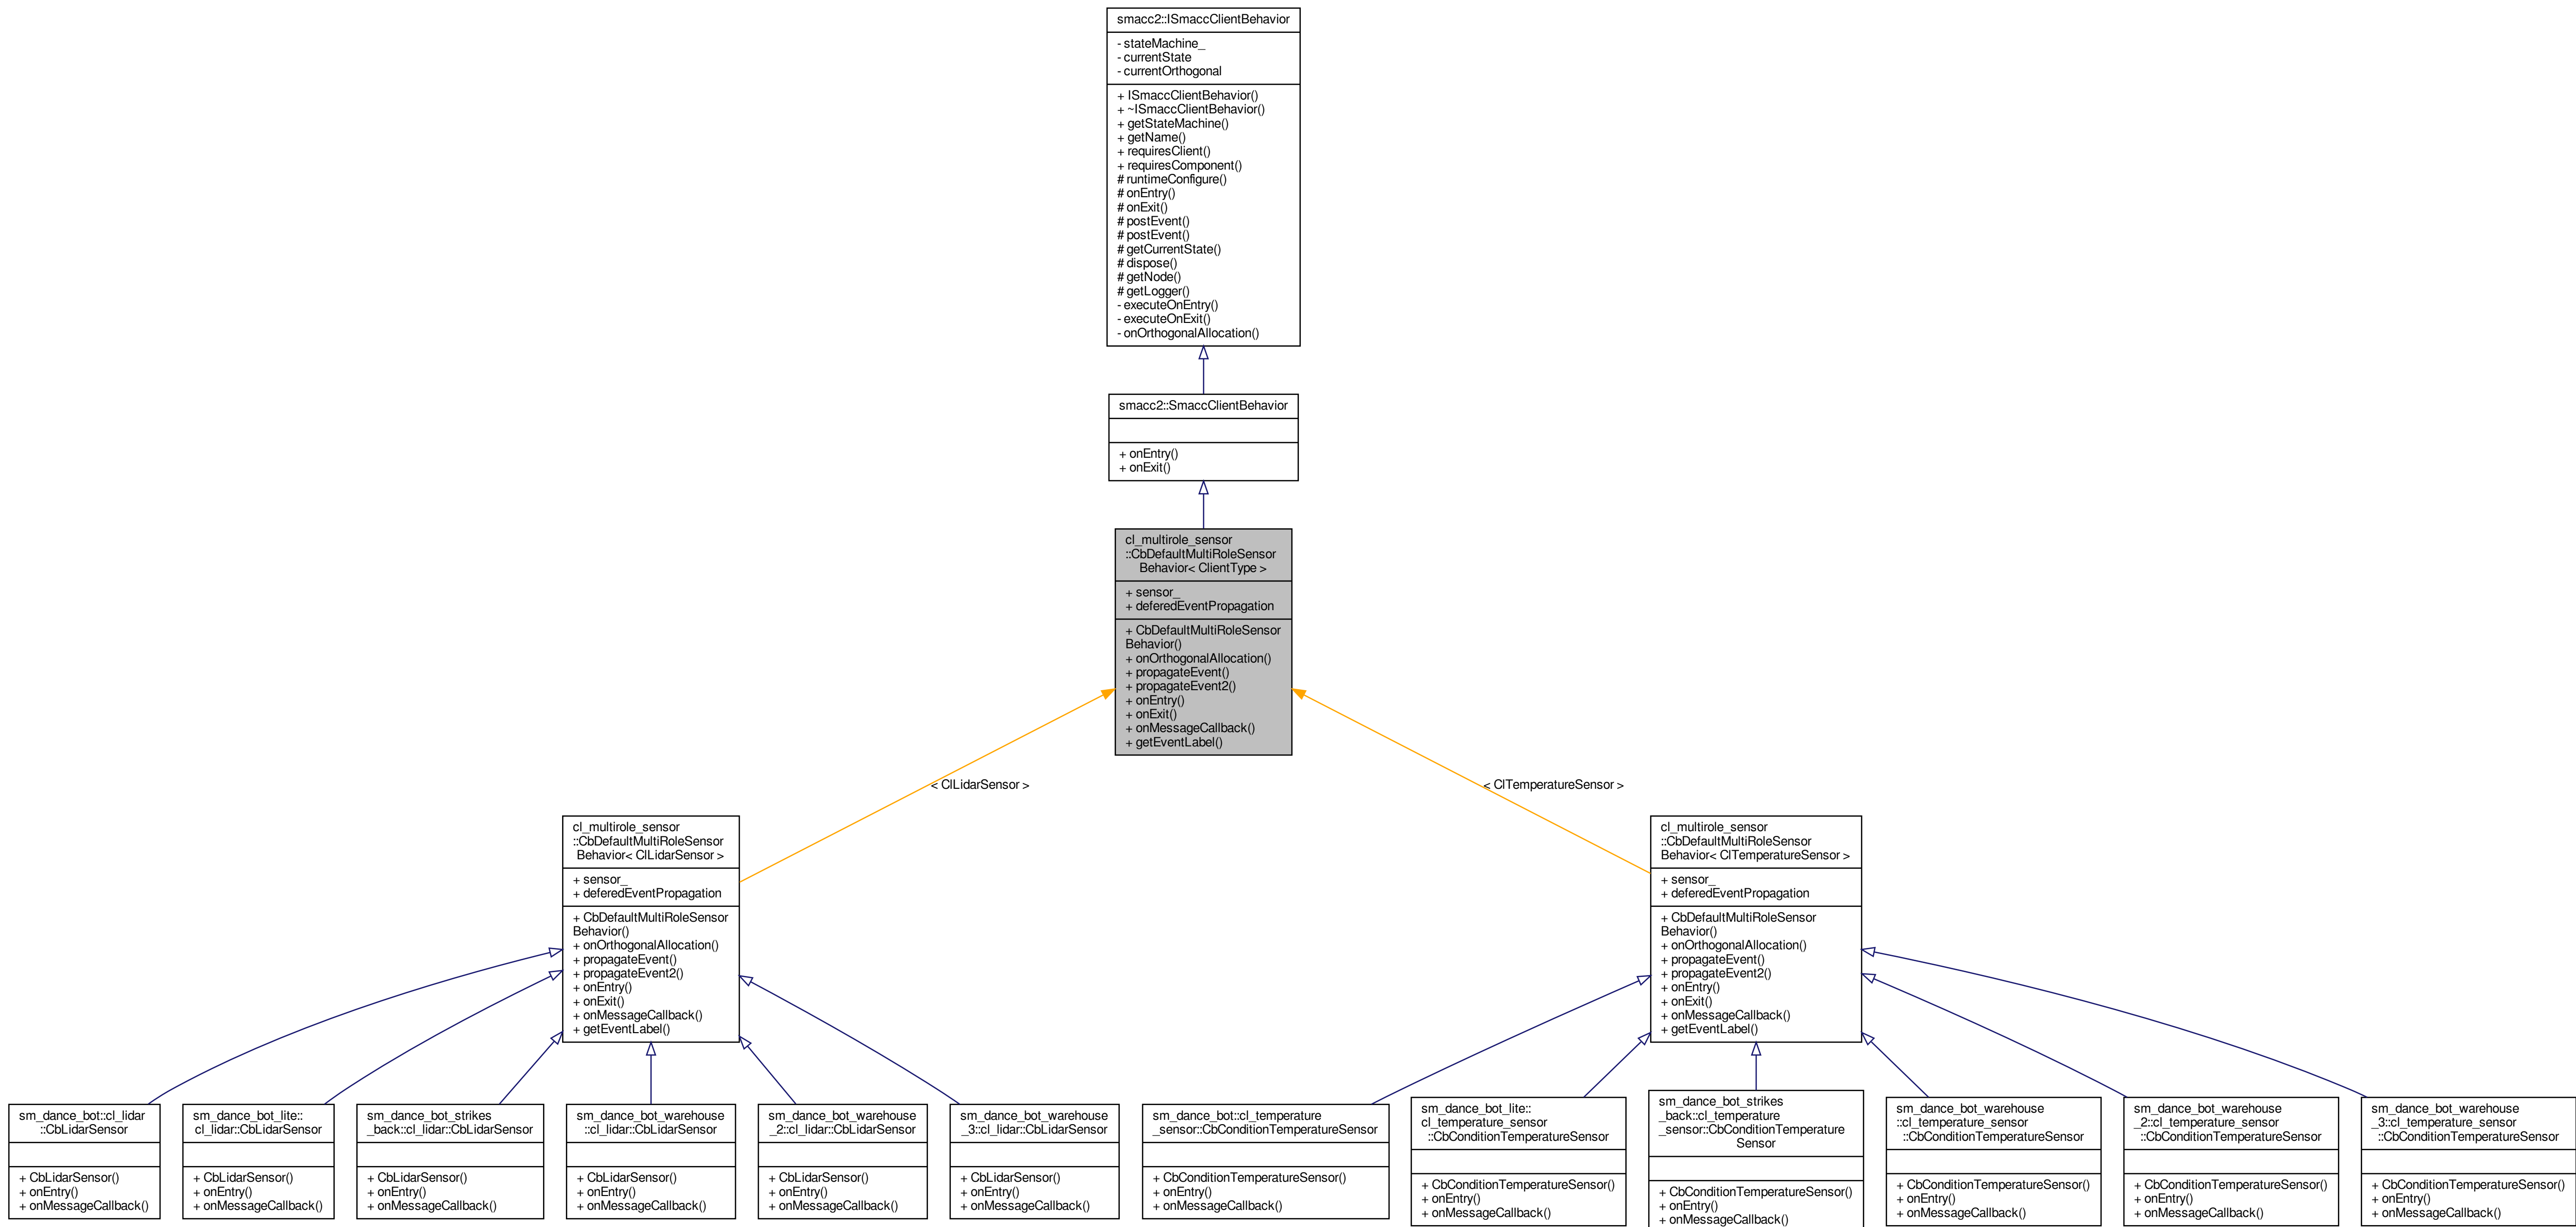 smacc2::ISmaccClientBehavior
- stateMachine_
- currentState
- currentOrthogonal
+ ISmaccClientBehavior()
+ ~ISmaccClientBehavior()
+ getStateMachine()
+ getName()
+ requiresClient()
+ requiresComponent()
# runtimeConfigure()
# onEntry()
# onExit()
# postEvent()
# postEvent()
# getCurrentState()
# dispose()
# getNode()
# getLogger()
- executeOnEntry()
- executeOnExit()
- onOrthogonalAllocation()
smacc2::SmaccClientBehavior
+ onEntry()
+ onExit()
cl_multirole_sensor
::CbDefaultMultiRoleSensor
Behavior< ClientType >
+ sensor_
+ deferedEventPropagation
+ CbDefaultMultiRoleSensor
Behavior()
+ onOrthogonalAllocation()
+ propagateEvent()
+ propagateEvent2()
+ onEntry()
+ onExit()
+ onMessageCallback()
+ getEventLabel()
< ClLidarSensor >
< ClTemperatureSensor >
cl_multirole_sensor
::CbDefaultMultiRoleSensor
Behavior< ClLidarSensor >
+ sensor_
+ deferedEventPropagation
+ CbDefaultMultiRoleSensor
Behavior()
+ onOrthogonalAllocation()
+ propagateEvent()
+ propagateEvent2()
+ onEntry()
+ onExit()
+ onMessageCallback()
+ getEventLabel()
cl_multirole_sensor
::CbDefaultMultiRoleSensor
Behavior< ClTemperatureSensor >
+ sensor_
+ deferedEventPropagation
+ CbDefaultMultiRoleSensor
Behavior()
+ onOrthogonalAllocation()
+ propagateEvent()
+ propagateEvent2()
+ onEntry()
+ onExit()
+ onMessageCallback()
+ getEventLabel()
sm_dance_bot::cl_lidar
::CbLidarSensor
+ CbLidarSensor()
+ onEntry()
+ onMessageCallback()
sm_dance_bot_lite::
cl_lidar::CbLidarSensor
+ CbLidarSensor()
+ onEntry()
+ onMessageCallback()
sm_dance_bot_strikes
_back::cl_lidar::CbLidarSensor
+ CbLidarSensor()
+ onEntry()
+ onMessageCallback()
sm_dance_bot_warehouse
::cl_lidar::CbLidarSensor
+ CbLidarSensor()
+ onEntry()
+ onMessageCallback()
sm_dance_bot_warehouse
_2::cl_lidar::CbLidarSensor
+ CbLidarSensor()
+ onEntry()
+ onMessageCallback()
sm_dance_bot_warehouse
_3::cl_lidar::CbLidarSensor
+ CbLidarSensor()
+ onEntry()
+ onMessageCallback()
sm_dance_bot::cl_temperature
_sensor::CbConditionTemperatureSensor
+ CbConditionTemperatureSensor()
+ onEntry()
+ onMessageCallback()
sm_dance_bot_lite::
cl_temperature_sensor
::CbConditionTemperatureSensor
+ CbConditionTemperatureSensor()
+ onEntry()
+ onMessageCallback()
sm_dance_bot_strikes
_back::cl_temperature
_sensor::CbConditionTemperature
Sensor
+ CbConditionTemperatureSensor()
+ onEntry()
+ onMessageCallback()
sm_dance_bot_warehouse
::cl_temperature_sensor
::CbConditionTemperatureSensor
+ CbConditionTemperatureSensor()
+ onEntry()
+ onMessageCallback()
sm_dance_bot_warehouse
_2::cl_temperature_sensor
::CbConditionTemperatureSensor
+ CbConditionTemperatureSensor()
+ onEntry()
+ onMessageCallback()
sm_dance_bot_warehouse
_3::cl_temperature_sensor
::CbConditionTemperatureSensor
+ CbConditionTemperatureSensor()
+ onEntry()
+ onMessageCallback()